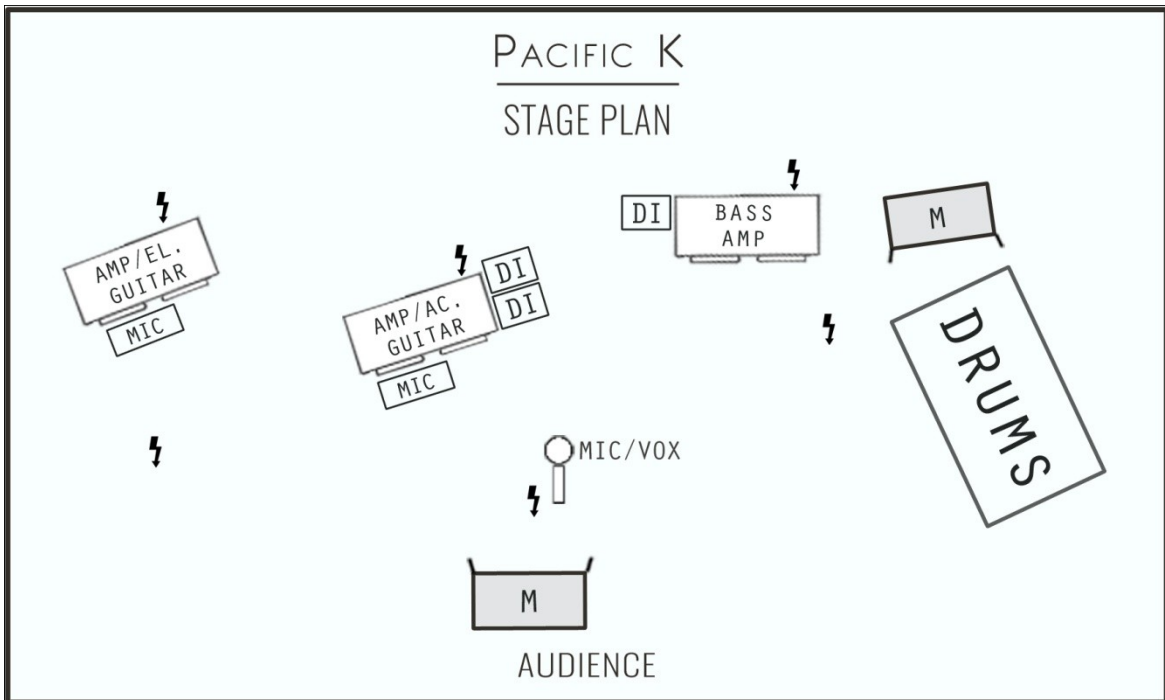 PACIFIC K
STAGE PLAN
AMP/EL.
GUITAR
MIC
AMP/AC.
GUITAR
DI
DI
MIC
DI
BASS
AMP
M
DRUMS
MIC/VOX
M
AUDIENCE